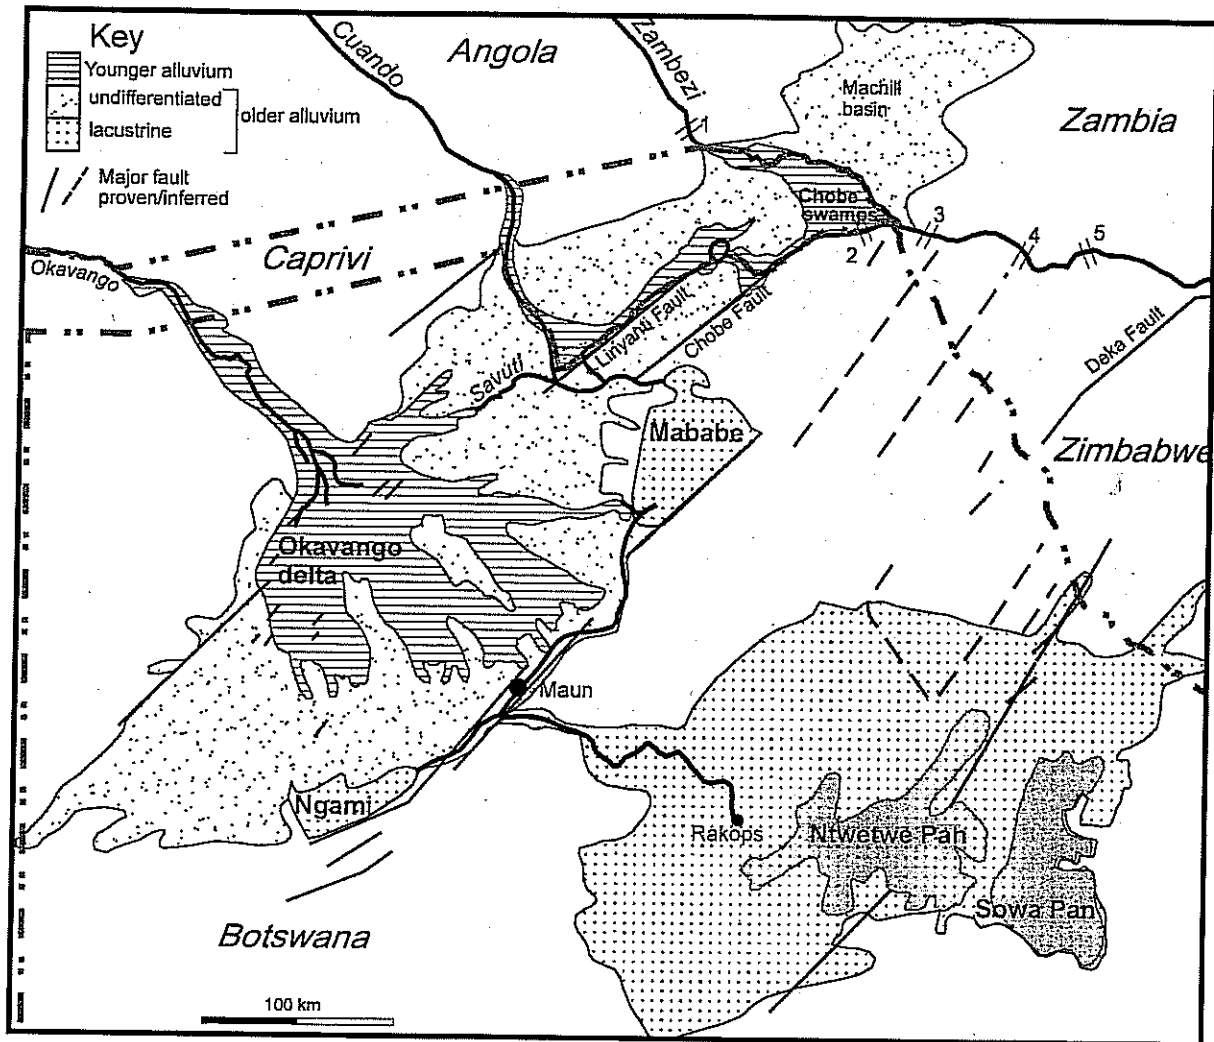 Key
Younger alluvium
undifferentiated
older alluvium
lacustrine
Major fault
proven/inferred
Cuando
Angola
Zambezi
1
Machili
basin
Zambia
Chobe
swamps
2
3
4
5
Okavango
Caprivi
Linyanti Fault
Chobe Fault
Deka Fault
Savuti
Mababe
Zimbabwe
Okavango
delta
Maun
Ngami
Rakops
Ntwetwe Pan
Sowa Pan
Botswana
100 km